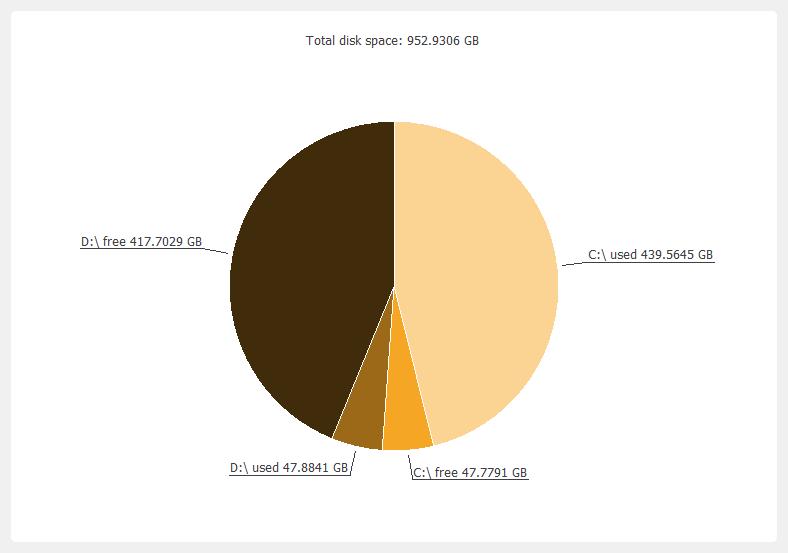 Total disk space: 952.9306 GB
D:\ free 417.7029 GB
C:\ used 439.5645 GB
D:\ used 47.8841 GB
C:\ free 47.7791 GB